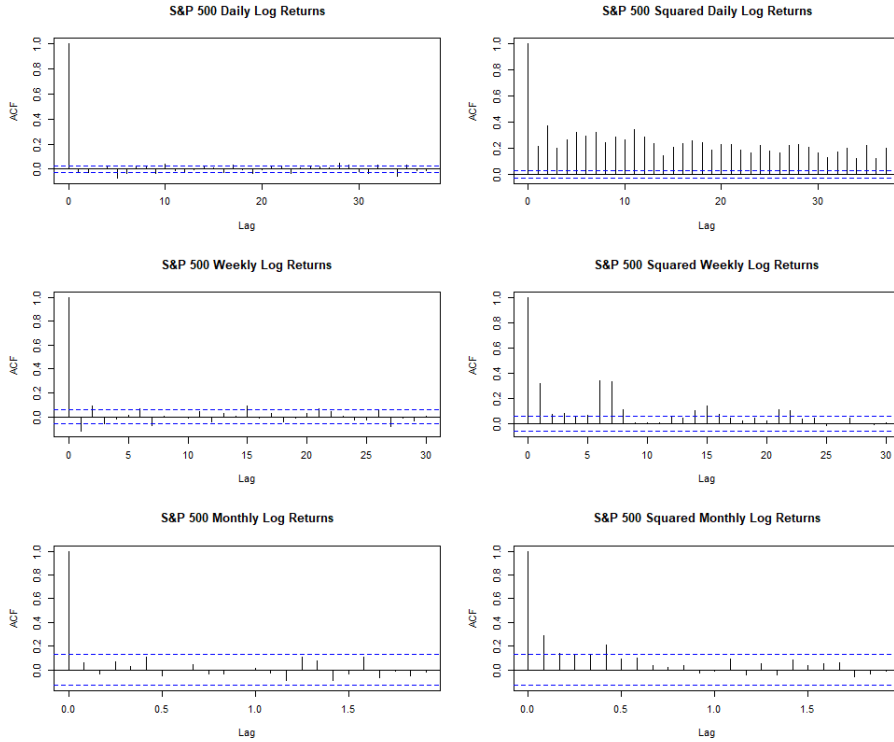 S&P 500 Daily Log Returns
ACF
0.0 0.2 0.4 0.6 0.8 1.0
0 10 20 30
Lag
S&P 500 Squared Daily Returns
ACF
0.0 0.2 0.4 0.6 0.8 1.0
0 10 20 30
Lag
S&P 500 Weekly Log Returns
ACF
0.0 0.2 0.4 0.6 0.8 1.0
0 5 10 15 20 25 30
Lag
S&P 500 Squared Weekly Returns
ACF
0.0 0.2 0.4 0.6 0.8 1.0
0 5 10 15 20 25 30
Lag
S&P 500 Monthly Log Returns
ACF
0.0 0.2 0.4 0.6 0.8 1.0
0.0 0.5 1.0 1.5
Lag
S&P 500 Squared Monthly Returns
ACF
0.0 0.2 0.4 0.6 0.8 1.0
0.0 0.5 1.0 1.5
Lag